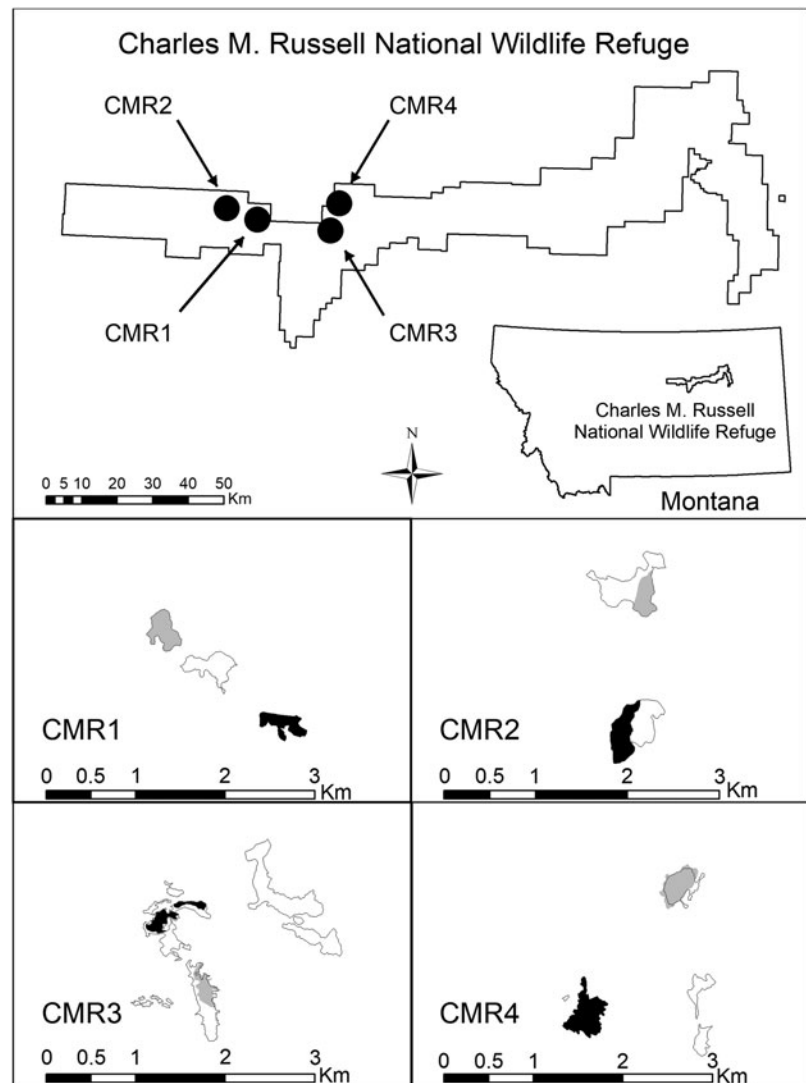 Charles M. Russell National Wildlife Refuge
CMR2
CMR4
CMR1
CMR3
Charles M. Russell
National Wildlife Refuge
N
0 5 10 20 30 40 50
Km
Montana
CMR1
0 0.5 1 2 3
Km
CMR2
0 0.5 1 2 3
Km
CMR3
0 0.5 1 2 3
Km
CMR4
0 0.5 1 2 3
Km